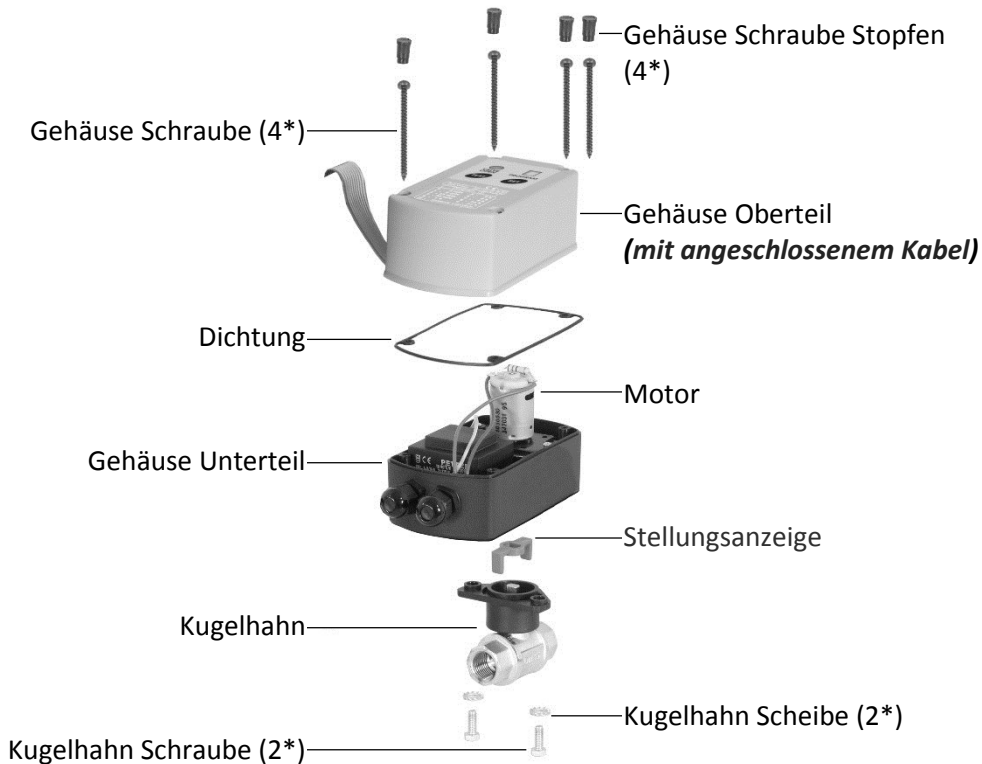 Gehäuse Schraube Stopfen
(4*)
Gehäuse Schraube (4*)
Gehäuse Oberteil
(mit angeschlossenem Kabel)
Dichtung
Motor
Gehäuse Unterteil
Stellungsanzeige
Kugelhahn
Kugelhahn Scheibe (2*)
Kugelhahn Schraube (2*)